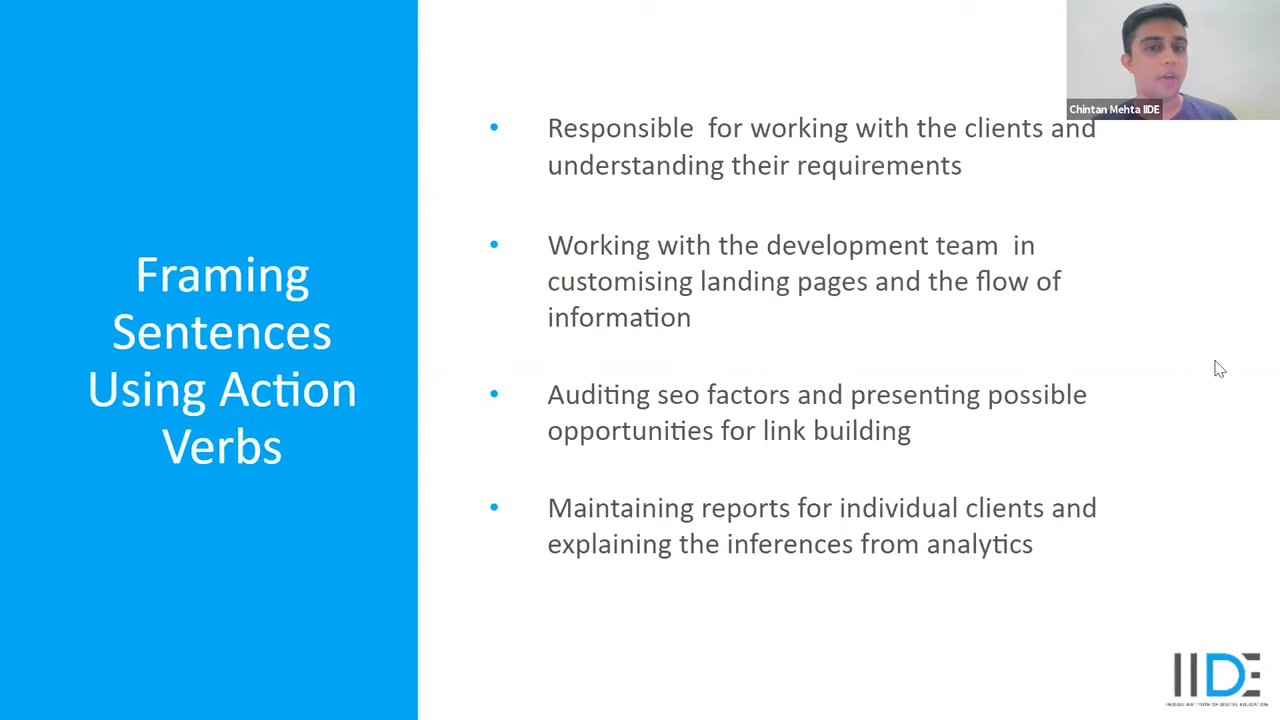 Chintan Mehta IIDE
Framing
Sentences
Using Action
Verbs
• Responsible for working with the clients and
understanding their requirements
• Working with the development team in
customising landing pages and the flow of
information
• Auditing seo factors and presenting possible
opportunities for link building
• Maintaining reports for individual clients and
explaining the inferences from analytics
IIDE